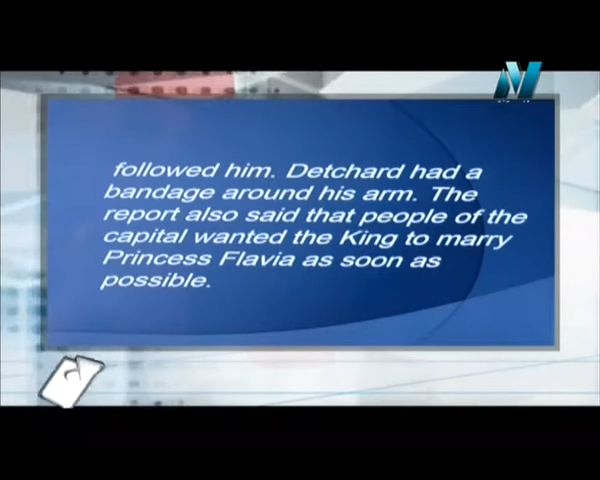 followed him. Detchard had a
bandage around his arm. The
report also said that people of the
capital wanted the King to marry
Princess Flavia as soon as
possible.